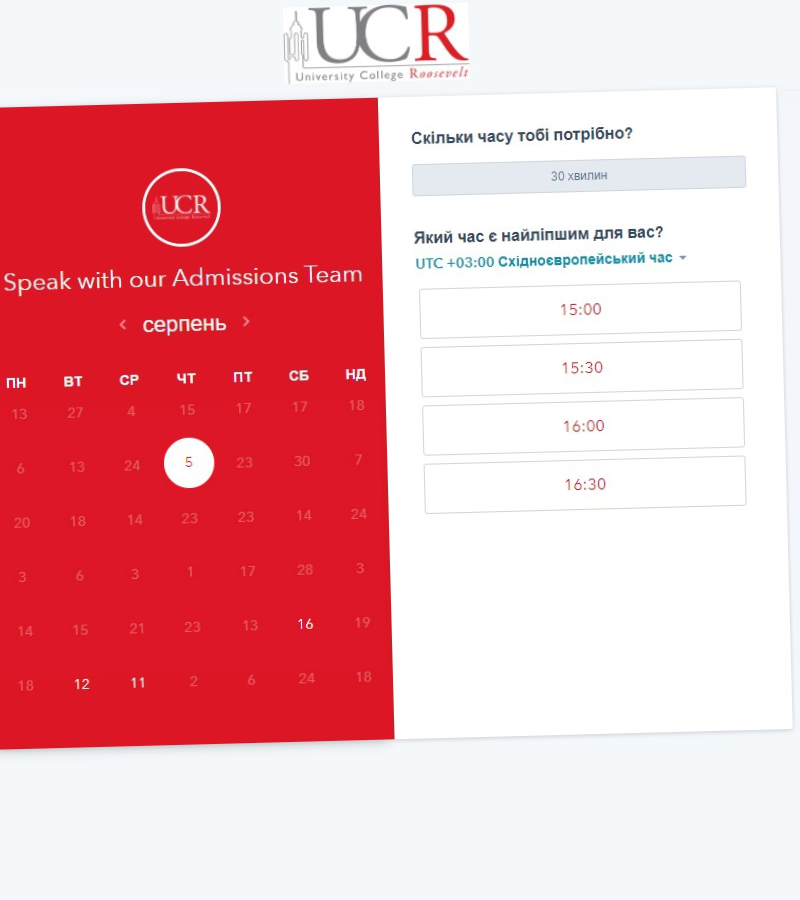 UCR
University College Roosevelt
UCR
Speak with our Admissions Team
серпень
ПН ВТ СР ЧТ ПТ СБ НД
13 27 4 15 17 17 18
6 13 24 5 23 30 7
20 18 14 23 23 14 24
3 6 3 1 17 28 3
14 15 21 23 13 16 19
18 12 11 2 6 24 18
Скільки часу тобі потрібно?
30 хвилин
Який час є найліпшим для вас?
UTC +03:00 Східноєвропейський час
15:00
15:30
16:00
16:30